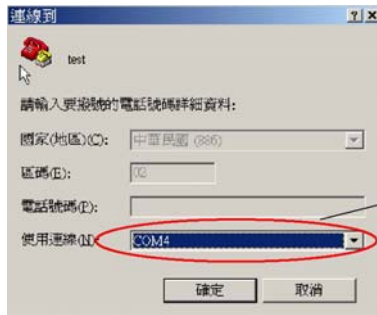 連線到
test
請輸入要撥號的電話號碼詳細資料:
國家(地區)(C): 中華民國 (886)
區碼(E): 02
電話號碼(P):
使用連線(N): COM4
確定 取消